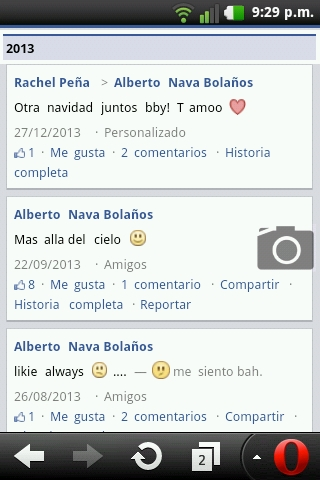 9:29 p.m.
2013
Rachel Peña > Alberto Nava Bolaños
Otra navidad juntos bby! T amoo
27/12/2013 · Personalizado
1 · Me gusta · 2 comentarios · Historia
completa
Alberto Nava Bolaños
Mas alla del cielo
22/09/2013 · Amigos
8 · Me gusta · 1 comentario · Compartir ·
Historia completa · Reportar
Alberto Nava Bolaños
likie always .... — me siento bah.
26/08/2013 · Amigos
1 · Me gusta · 2 comentarios · Compartir ·
2